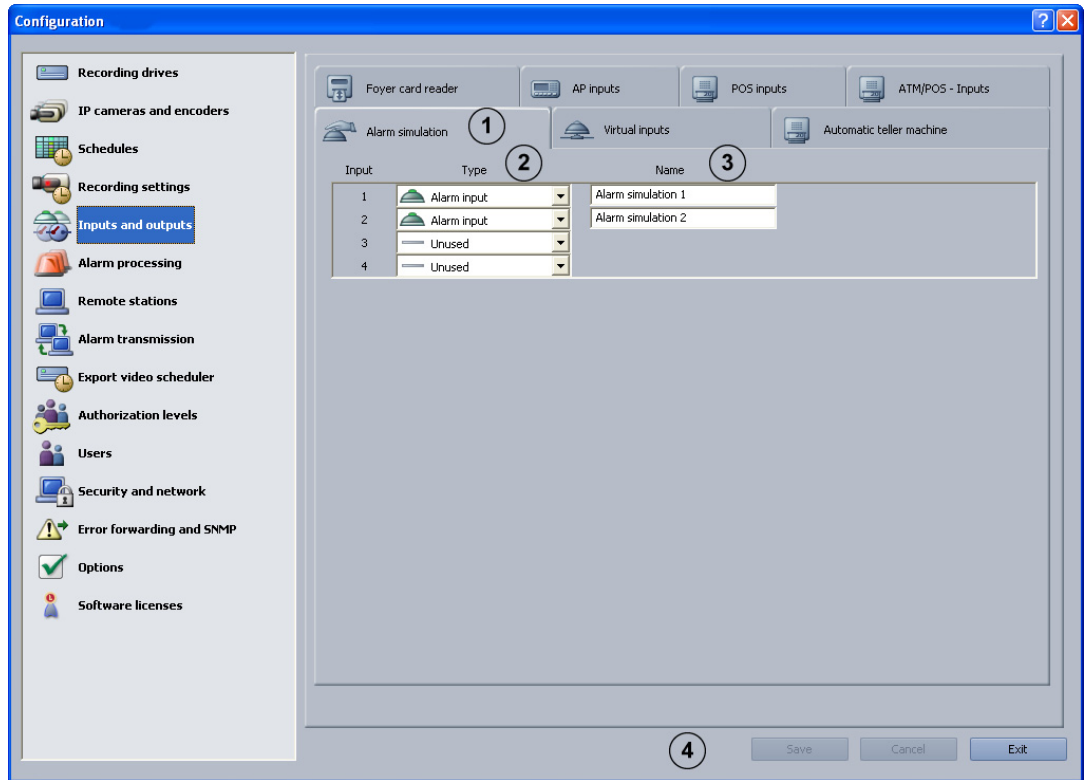 Configuration
Recording drives
IP cameras and encoders
Schedules
Recording settings
Inputs and outputs
Alarm processing
Remote stations
Alarm transmission
Export video scheduler
Authorization levels
Users
Security and network
Error forwarding and SNMP
Options
Software licenses
Foyer card reader
AP inputs
POS inputs
ATM/POS - Inputs
Alarm simulation 1
Virtual inputs
Automatic teller machine
Input Type 2 Name 3
1 Alarm input Alarm simulation 1
2 Alarm input Alarm simulation 2
3 Unused
4 Unused
4 Save Cancel Exit